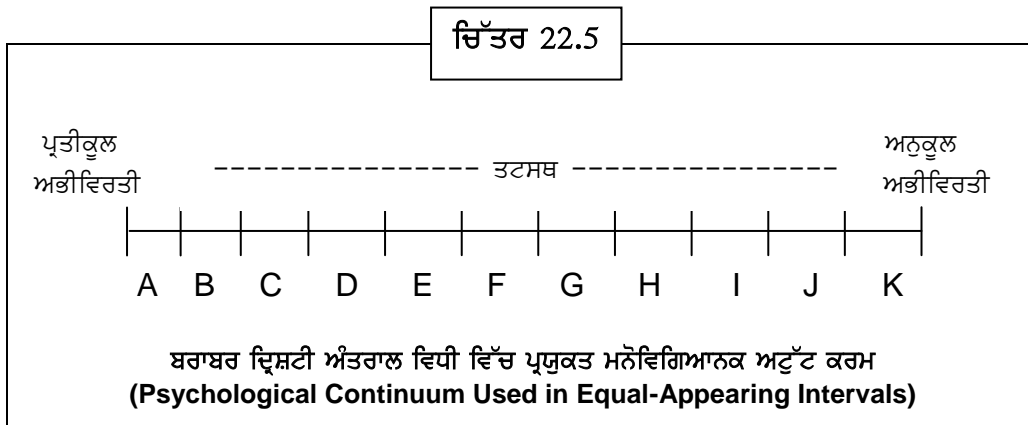 ਚਿੱਤਰ 22.5
ਪ੍ਰਤੀਕੂਲ
ਅਭੀਵਿਰਤੀ
---------------- ਤਟਸਥ ----------------
ਅਨੁਕੂਲ
ਅਭੀਵਿਰਤੀ
A B C D E F G H I J K
ਬਰਾਬਰ ਦ੍ਰਿਸ਼ਟੀ ਅੰਤਰਾਲ ਵਿਧੀ ਵਿੱਚ ਪ੍ਰਯੁਕਤ ਮਨੋਵਿਗਿਆਨਕ ਅਟੁੱਟ ਕਰਮ
(Psychological Continuum Used in Equal-Appearing Intervals)